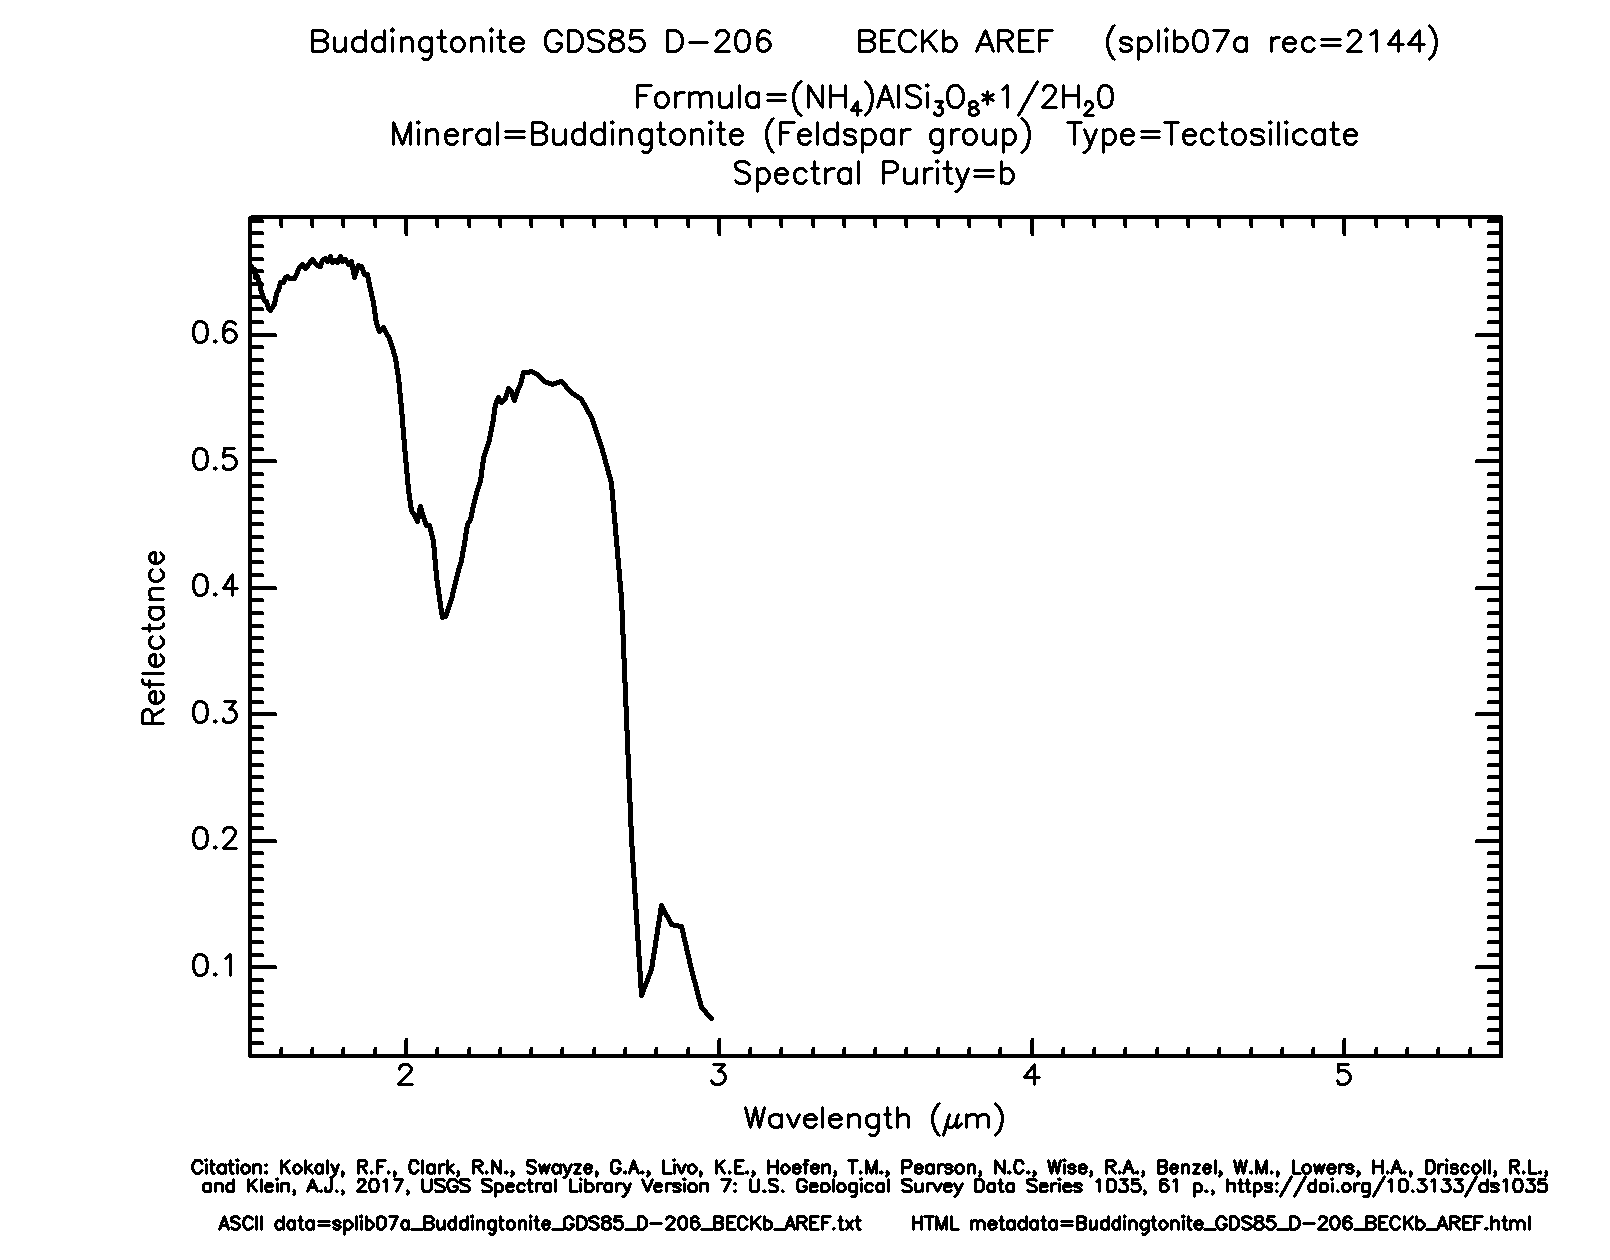 Buddingtonite GDS85 D-206 BECKb AREF (splib07a rec=2144)
Formula=(NH₄)AlSi₃O₈*1/2H₂0
Mineral=Buddingtonite (Feldspar group) Type=Tectosilicate
Spectral Purity=b
0.6
0.5
0.4
0.3
0.2
0.1
Reflectance
2 3 4 5
Wavelength (μm)
Citation: Kokaly, R.F., Clark, R.N., Swayze, G.A., Livo, K.E., Hoefen, T.M., Pearson, N.C., Wise, R.A., Benzel, W.M., Lowers, H.A., Driscoll, R.L.,
and Klein, A.J., 2017, USGS Spectral Library Version 7: U.S. Geological Survey Data Series 1035, 61 p., https://doi.org/10.3133/ds1035
ASCII data=splib07a_Buddingtonite_GDS85_D-206_BECKb_AREF.txt HTML metadata=Buddingtonite_GDS85_D-206_BECKb_AREF.html